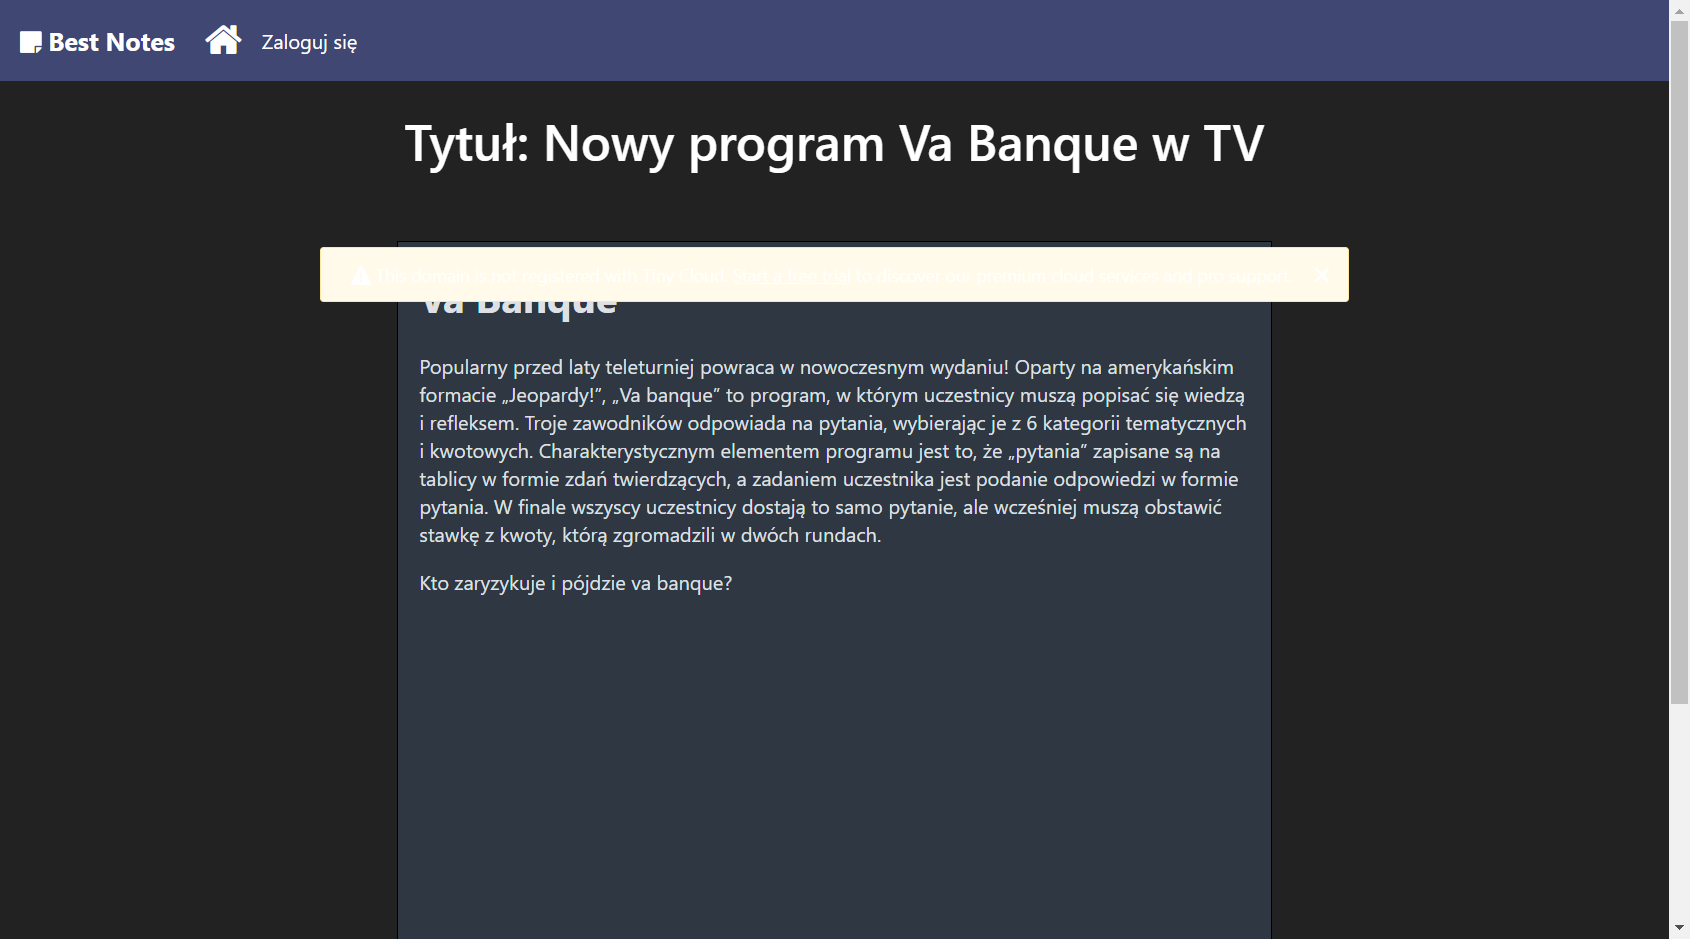 Best Notes
Zaloguj się
Tytuł: Nowy program Va Banque w TV
This domain is not registered with Tiny Cloud. Start a free trial to discover our premium cloud services and pro support.
Va Banque
Popularny przed laty teleturniej powraca w nowoczesnym wydaniu! Oparty na amerykańskim
formacie „Jeopardy!”, „Va banque” to program, w którym uczestnicy muszą popisać się wiedzą
i refleksem. Troje zawodników odpowiada na pytania, wybierając je z 6 kategorii tematycznych
i kwotowych. Charakterystycznym elementem programu jest to, że „pytania” zapisane są na
tablicy w formie zdań twierdzących, a zadaniem uczestnika jest podanie odpowiedzi w formie
pytania. W finale wszyscy uczestnicy dostają to samo pytanie, ale wcześniej muszą obstawić
stawkę z kwoty, którą zgromadzili w dwóch rundach.
Kto zaryzykuje i pójdzie va banque?